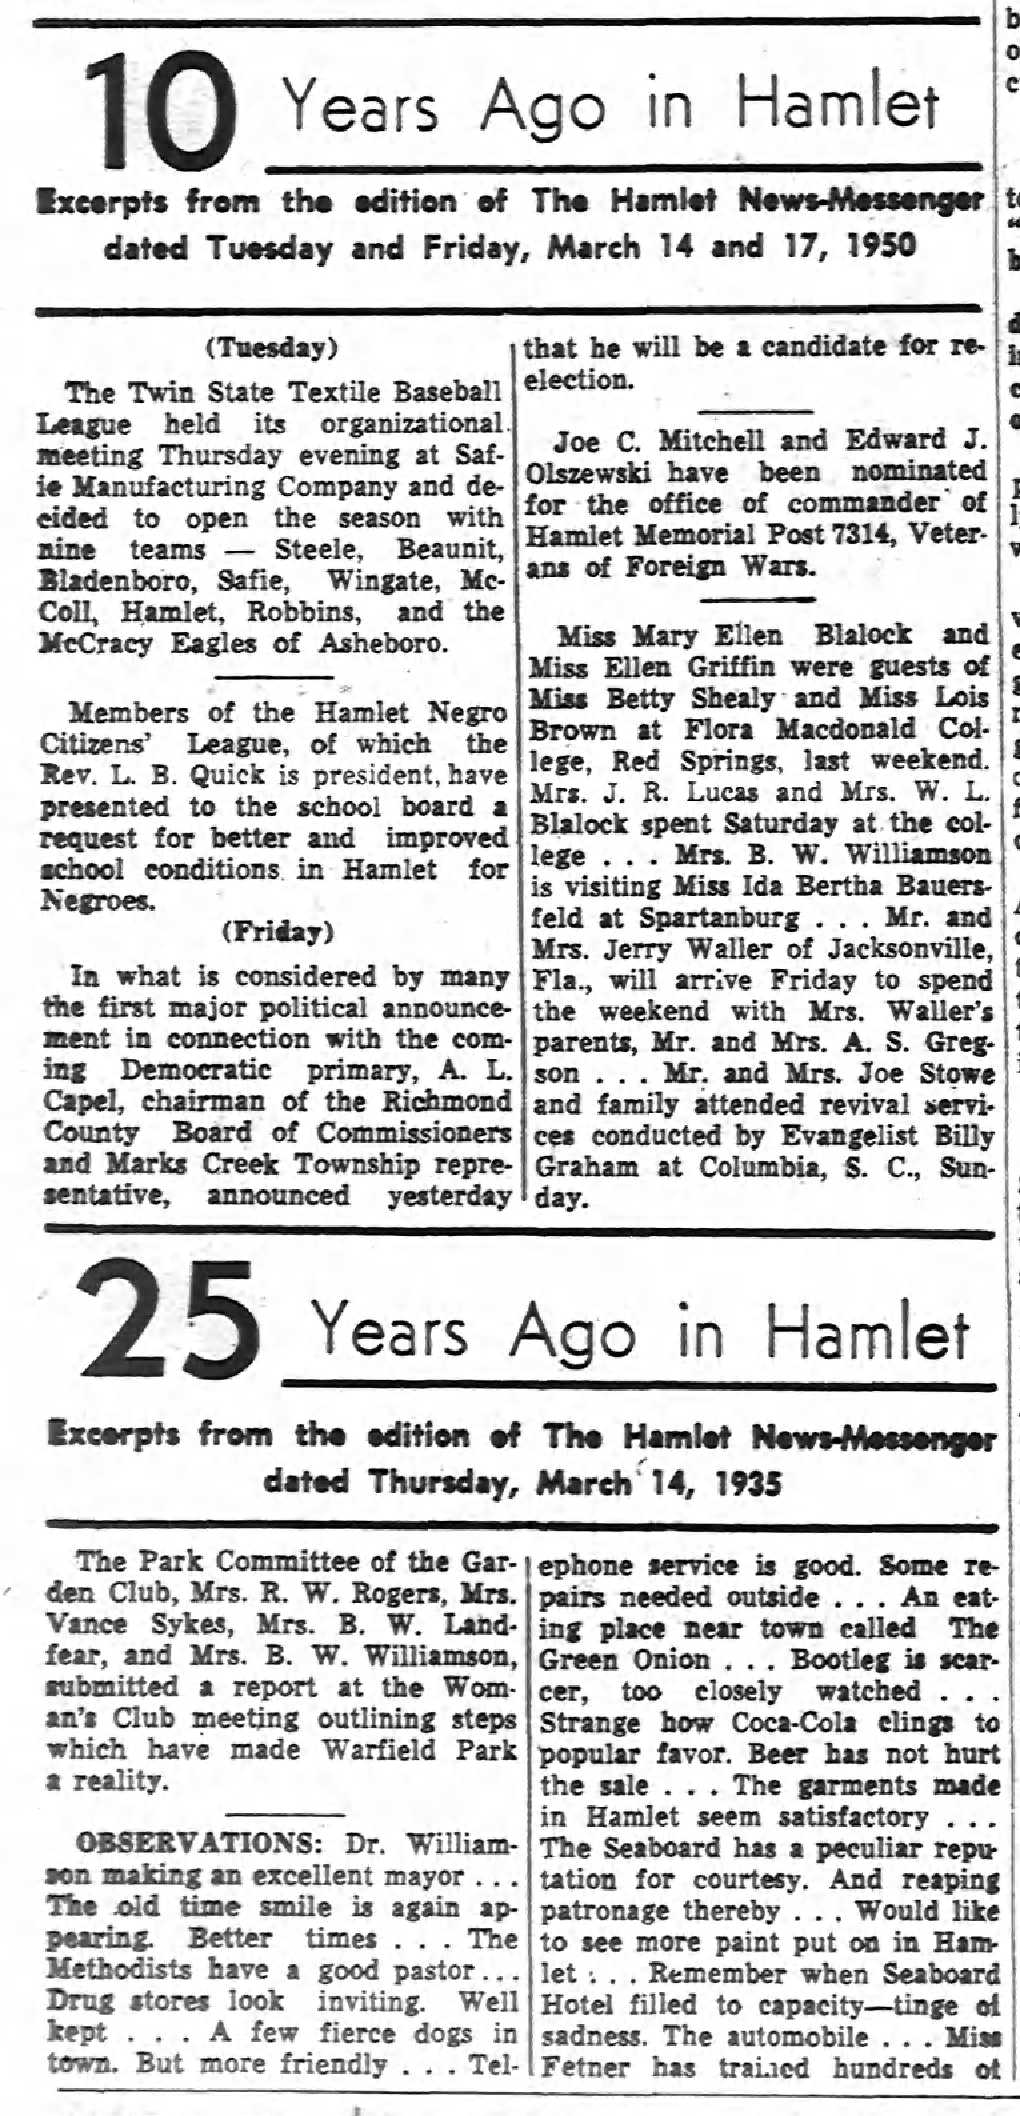 10 Years Ago in Hamlet
Excerpts from the edition of The Hamlet News-Messenger
dated Tuesday and Friday, March 14 and 17, 1950
(Tuesday)
The Twin State Textile Baseball
League held its organizational
meeting Thursday evening at Saf-
ie Manufacturing Company and de-
cided to open the season with
nine teams — Steele, Beaunit,
Bladenboro, Safie, Wingate, Mc-
Coll, Hamlet, Robbins, and the
McCracy Eagles of Asheboro.
Members of the Hamlet Negro
Citizens' League, of which the
Rev. L. B. Quick is president, have
presented to the school board a
request for better and improved
school conditions in Hamlet for
Negroes.
(Friday)
In what is considered by many
the first major political announce-
ment in connection with the com-
ing Democratic primary, A. L.
Capel, chairman of the Richmond
County Board of Commissioners
and Marks Creek Township repre-
sentative, announced yesterday
that he will be a candidate for re-
election.
Joe C. Mitchell and Edward J.
Olszewski have been nominated
for the office of commander of
Hamlet Memorial Post 7314, Veter-
ans of Foreign Wars.
Miss Mary Ellen Blalock and
Miss Ellen Griffin were guests of
Miss Betty Shealy and Miss Lois
Brown at Flora Macdonald Col-
lege, Red Springs, last weekend.
Mrs. J. R. Lucas and Mrs. W. L.
Blalock spent Saturday at the col-
lege . . . Mrs. B. W. Williamson
is visiting Miss Ida Bertha Bauers-
feld at Spartanburg . . . Mr. and
Mrs. Jerry Waller of Jacksonville,
Fla., will arrive Friday to spend
the weekend with Mrs. Waller's
parents, Mr. and Mrs. A. S. Greg-
son . . . Mr. and Mrs. Joe Stowe
and family attended revival servi-
ces conducted by Evangelist Billy
Graham at Columbia, S. C., Sun-
day.
25 Years Ago in Hamlet
Excerpts from the edition of The Hamlet News-Messenger
dated Thursday, March 14, 1935
The Park Committee of the Gar-
den Club, Mrs. R. W. Rogers, Mrs.
Vance Sykes, Mrs. B. W. Land-
fear, and Mrs. B. W. Williamson,
submitted a report at the Wom-
an's Club meeting outlining steps
which have made Warfield Park
a reality.
OBSERVATIONS: Dr. William-
son making an excellent mayor . . .
The old time smile is again ap-
pearing. Better times . . . The
Methodists have a good pastor . . .
Drug stores look inviting. Well
kept . . . A few fierce dogs in
town. But more friendly . . . Tel-
ephone service is good. Some re-
pairs needed outside . . . An eat-
ing place near town called The
Green Onion . . . Bootleg is scar-
cer, too closely watched . . .
Strange how Coca-Cola clings to
popular favor. Beer has not hurt
the sale . . . The garments made
in Hamlet seem satisfactory . . .
The Seaboard has a peculiar repu-
tation for courtesy. And reaping
patronage thereby . . . Would like
to see more paint put on in Ham-
let . . . Remember when Seaboard
Hotel filled to capacity—tinge of
sadness. The automobile . . . Miss
Fetner has trained hundreds of